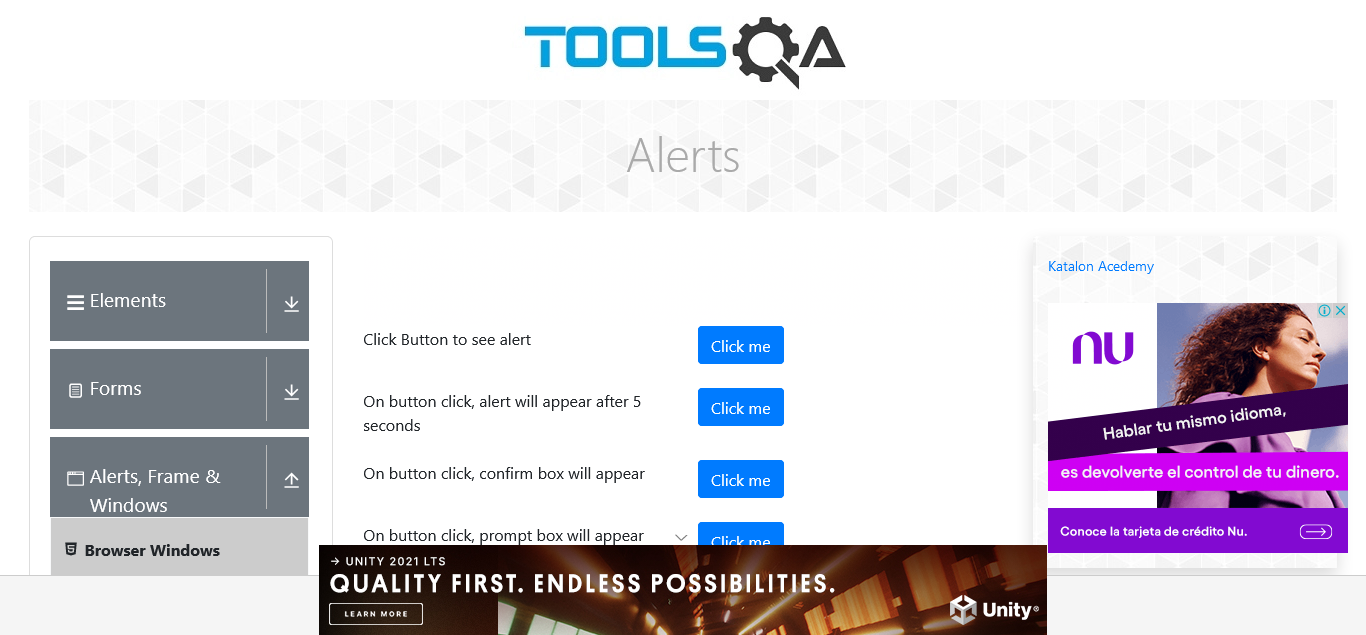 TOOLSQA
Alerts
Elements
Forms
Alerts, Frame &
Windows
Browser Windows
Click Button to see alert
Click me
On button click, alert will appear after 5
seconds
Click me
On button click, confirm box will appear
Click me
On button click, prompt box will appear
Click me
Katalon Acedemy
nu
Hablar tu mismo idioma,
es devolverte el control de tu dinero.
Conoce la tarjeta de crédito Nu.
→ UNITY 2021 LTS
QUALITY FIRST. ENDLESS POSSIBILITIES.
LEARN MORE
Unity®